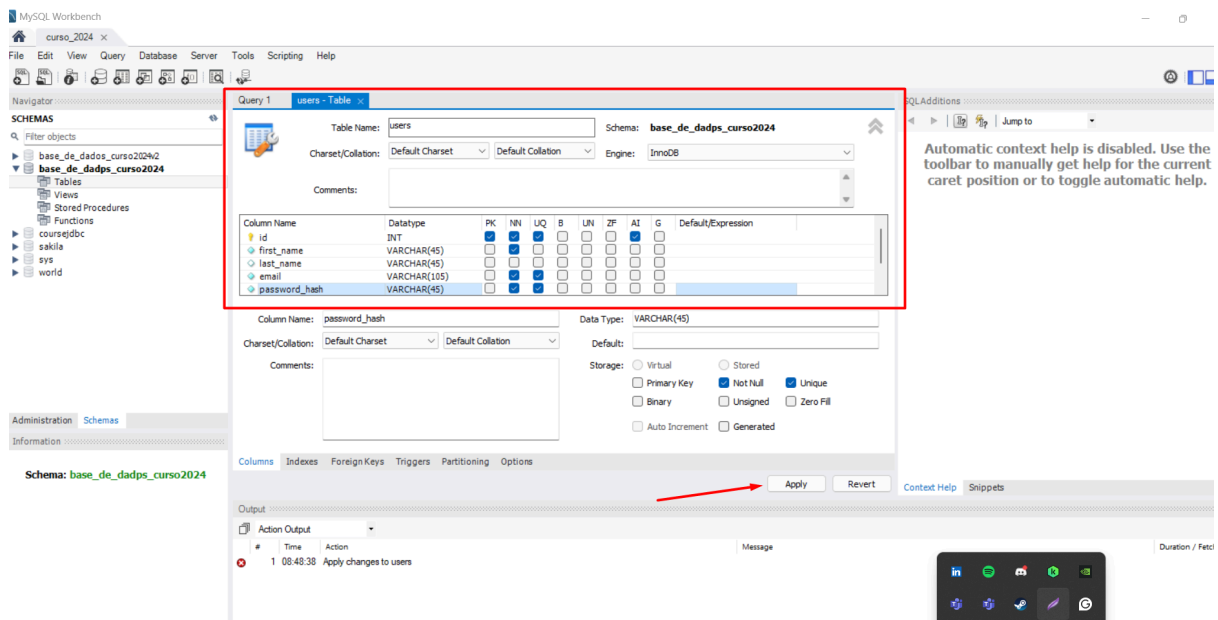 MySQL Workbench
curso_2024
File Edit View Query Database Server Tools Scripting Help
Navigator
SCHEMAS
Filter objects
base_de_dados_curso2024v2
base_de_dadps_curso2024
Tables
Views
Stored Procedures
Functions
coursejdbc
sakila
sys
world
Administration Schemas
Information
Schema: base_de_dadps_curso2024
Query 1 users - Table
Table Name: users Schema: base_de_dadps_curso2024
Charset/Collation: Default Charset Default Collation Engine: InnoDB
Comments:
Column Name Datatype PK NN UQ B UN ZF AI G Default/Expression
id INT
first_name VARCHAR(45)
last_name VARCHAR(45)
email VARCHAR(105)
password_hash VARCHAR(45)
Column Name: password_hash Data Type: VARCHAR(45)
Charset/Collation: Default Charset Default Collation Default:
Comments: Storage: Virtual Stored
Primary Key Not Null Unique
Binary Unsigned Zero Fill
Auto Increment Generated
Columns Indexes Foreign Keys Triggers Partitioning Options
Apply Revert
Output
Action Output
# Time Action Message Duration / Fetc
1 08:48:38 Apply changes to users
SQLAdditions
Jump to
Automatic context help is disabled. Use the
toolbar to manually get help for the current
caret position or to toggle automatic help.
Context Help Snippets